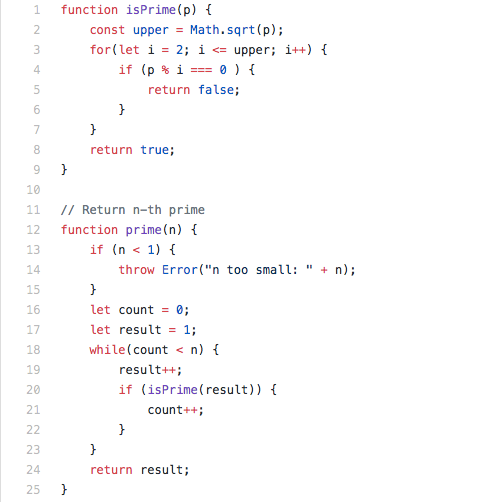 1 function isPrime(p) {
2     const upper = Math.sqrt(p);
3     for(let i = 2; i <= upper; i++) {
4         if (p % i === 0 ) {
5             return false;
6         }
7     }
8     return true;
9 }
10
11 // Return n-th prime
12 function prime(n) {
13     if (n < 1) {
14         throw Error("n too small: " + n);
15     }
16     let count = 0;
17     let result = 1;
18     while(count < n) {
19         result++;
20         if (isPrime(result)) {
21             count++;
22         }
23     }
24     return result;
25 }